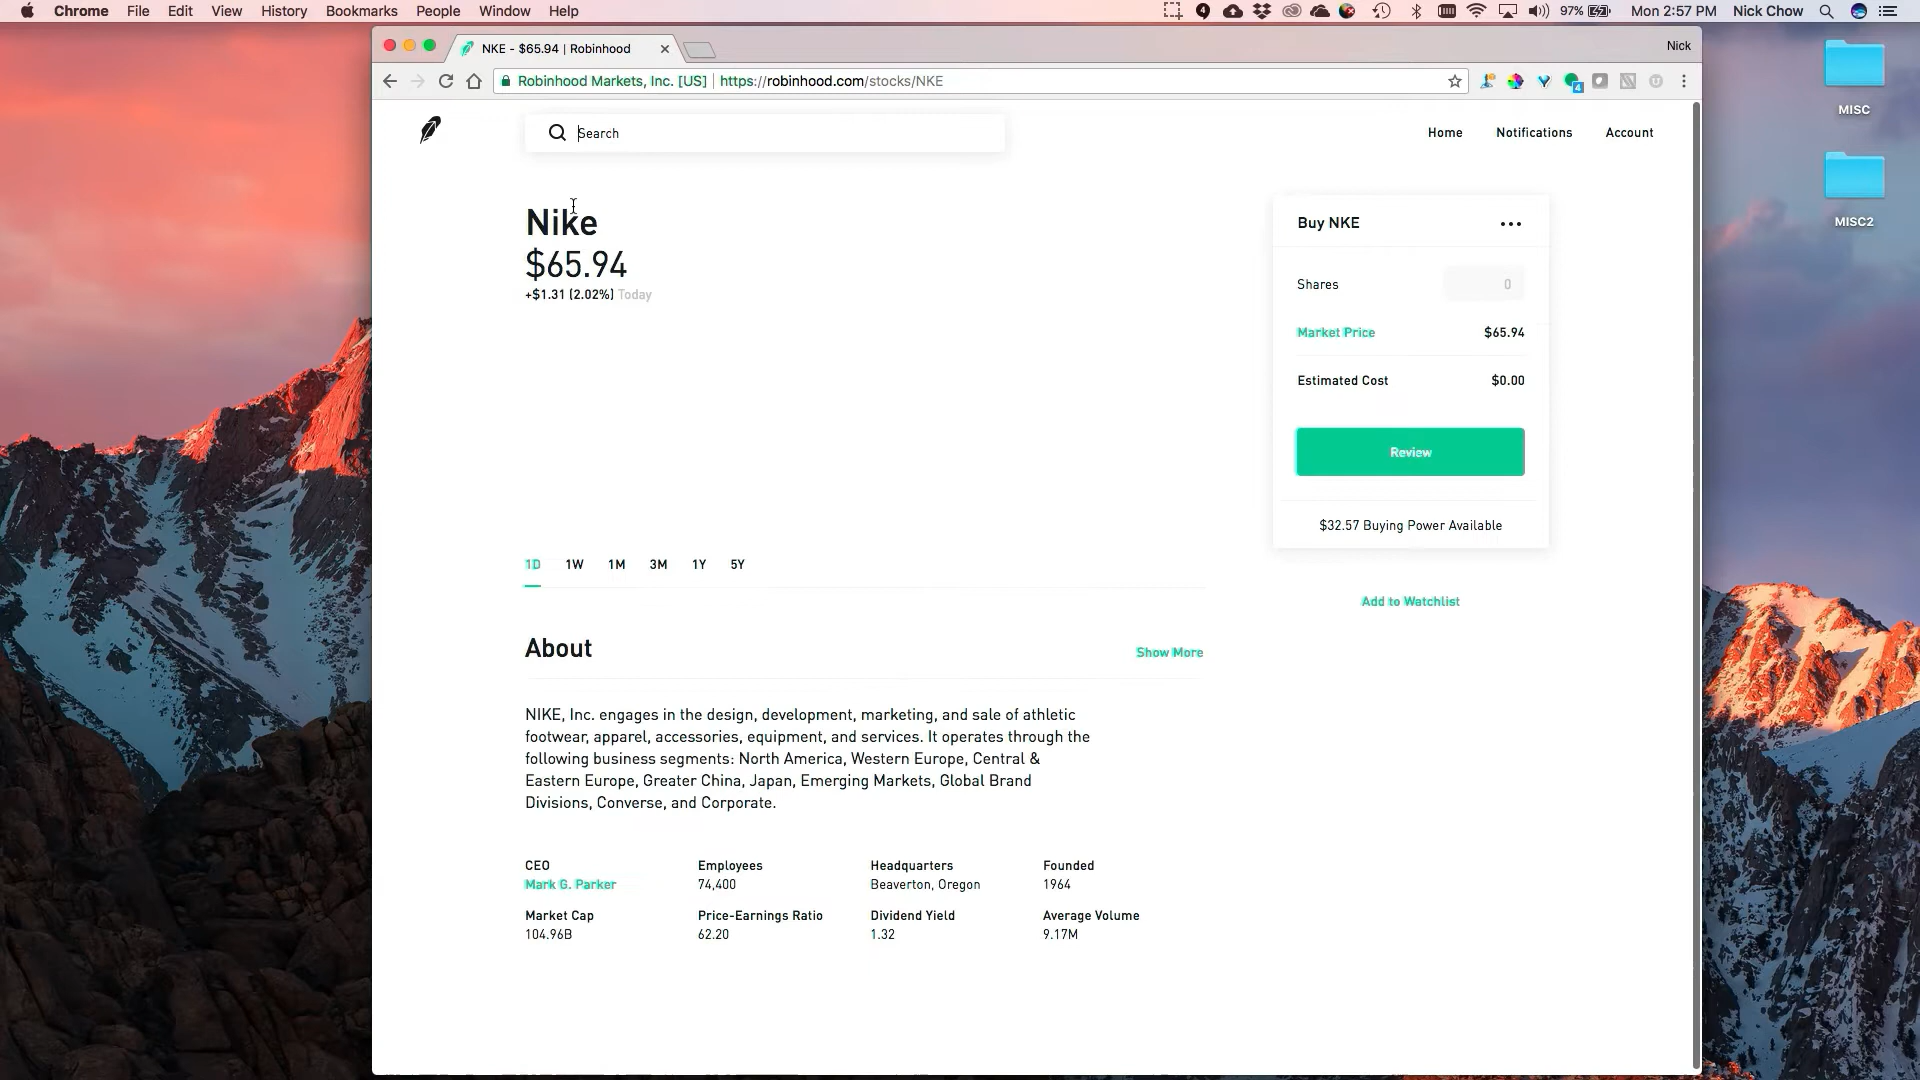 Chrome File Edit View History Bookmarks People Window Help
97% Mon 2:57 PM Nick Chow
NKE - $65.94 | Robinhood
Nick
Robinhood Markets, Inc. [US] | https://robinhood.com/stocks/NKE
4
MISC
MISC2
Search
Home Notifications Account
Nike
$65.94
+$1.31 (2.02%) Today
Buy NKE
Shares 0
Market Price $65.94
Estimated Cost $0.00
Review
$32.57 Buying Power Available
Add to Watchlist
1D 1W 1M 3M 1Y 5Y
About
Show More
NIKE, Inc. engages in the design, development, marketing, and sale of athletic
footwear, apparel, accessories, equipment, and services. It operates through the
following business segments: North America, Western Europe, Central &
Eastern Europe, Greater China, Japan, Emerging Markets, Global Brand
Divisions, Converse, and Corporate.
CEO Employees Headquarters Founded
Mark G. Parker 74,400 Beaverton, Oregon 1964
Market Cap Price-Earnings Ratio Dividend Yield Average Volume
104.96B 62.20 1.32 9.17M